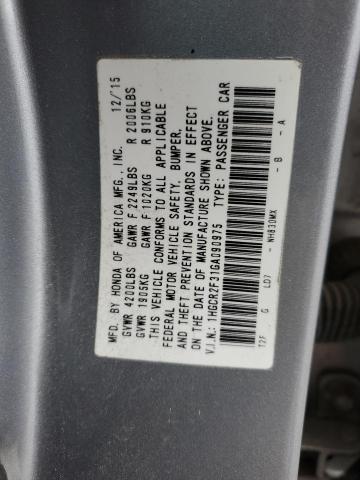 MFD. BY HONDA OF AMERICA MFG., INC. 12/'15
GVWR 4200LBS GAWR F 2249LBS R 2006LBS
GVWR 1905KG GAWR F 1020KG R 910KG
THIS VEHICLE CONFORMS TO ALL APPLICABLE
FEDERAL MOTOR VEHICLE SAFETY, BUMPER,
AND THEFT PREVENTION STANDARDS IN EFFECT
ON THE DATE OF MANUFACTURE SHOWN ABOVE.
V.I.N.: 1HGCR2F31GA090975 TYPE: PASSENGER CAR
T2F G LD7 NH830MX - B - A